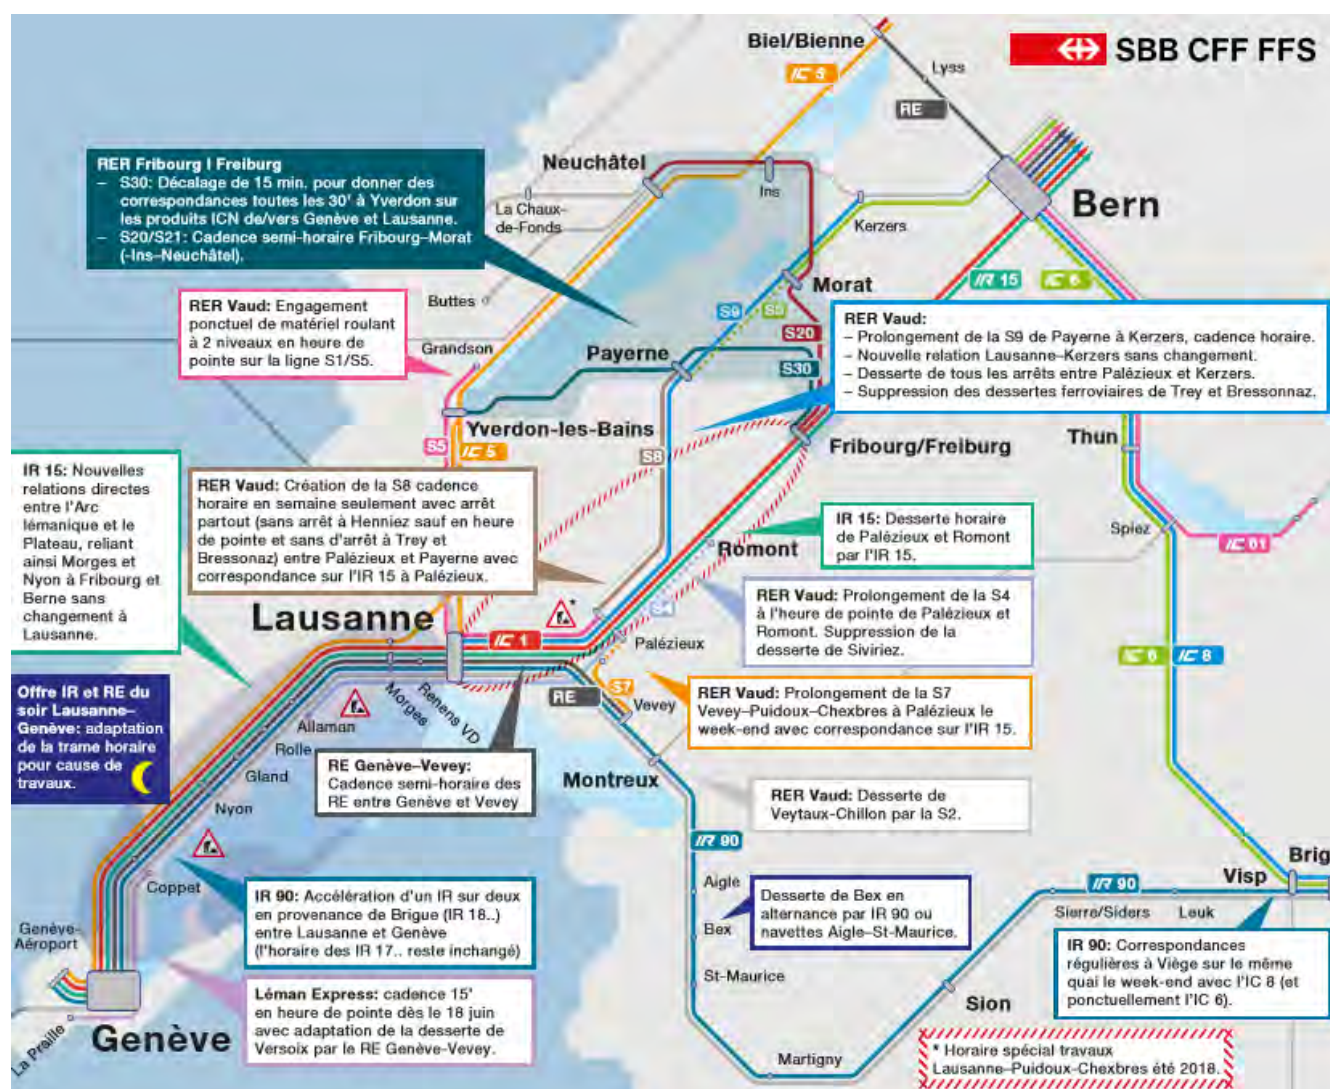 SBB CFF FFS
Biel/Bienne
IC 5
Lyss
RE
RER Fribourg I Freiburg
– S30: Décalage de 15 min. pour donner des
correspondances toutes les 30' à Yverdon sur
les produits ICN de/vers Genève et Lausanne.
– S20/S21: Cadence semi-horaire Fribourg–Morat
(-Ins–Neuchâtel).
Neuchâtel
Ins
La Chaux-
de-Fonds
Kerzers
Bern
IR 15
IC 6
Buttes
Morat
S9
S5
S20
S30
RER Vaud: Engagement
ponctuel de matériel roulant
à 2 niveaux en heure de
pointe sur la ligne S1/S5.
Grandson
Payerne
RER Vaud:
– Prolongement de la S9 de Payerne à Kerzers, cadence horaire.
– Nouvelle relation Lausanne–Kerzers sans changement.
– Desserte de tous les arrêts entre Palézieux et Kerzers.
– Suppression des dessertes ferroviaires de Trey et Bressonnaz.
Yverdon-les-Bains
S5
IC 5
S8
Fribourg/Freiburg
Thun
IR 15: Nouvelles
relations directes
entre l'Arc
lémanique et le
Plateau, reliant
ainsi Morges et
Nyon à Fribourg et
Berne sans
changement à
Lausanne.
RER Vaud: Création de la S8 cadence
horaire en semaine seulement avec arrêt
partout (sans arrêt à Henniez sauf en heure
de pointe et sans d'arrêt à Trey et
Bressonaz) entre Palézieux et Payerne avec
correspondance sur l'IR 15 à Palézieux.
IR 15: Desserte horaire
de Palézieux et Romont
par l'IR 15.
Spiez
IC 61
Romont
RER Vaud: Prolongement de la S4
à l'heure de pointe de Palézieux et
Romont. Suppression de la
desserte de Siviriez.
Lausanne
*
S4
IC 1
Palézieux
IC 6
IC 8
Offre IR et RE du
soir Lausanne–
Genève: adaptation
de la trame horaire
pour cause de
travaux.
Morges
Renens VD
RE
S7
Vevey
RER Vaud: Prolongement de la S7
Vevey–Puidoux–Chexbres à Palézieux le
week-end avec correspondance sur l'IR 15.
Allaman
Rolle
Gland
Nyon
RE Genève–Vevey:
Cadence semi-horaire des
RE entre Genève et Vevey
Montreux
RER Vaud: Desserte de
Veytaux-Chillon par la S2.
IR 90
Coppet
IR 90: Accélération d'un IR sur deux
en provenance de Brigue (IR 18..)
entre Lausanne et Genève
(l'horaire des IR 17.. reste inchangé)
Aigle
Bex
St-Maurice
Desserte de Bex en
alternance par IR 90 ou
navettes Aigle–St-Maurice.
Brig
Visp
IR 90
Sierre/Siders
Leuk
IR 90: Correspondances
régulières à Viège sur le même
quai le week-end avec l'IC 8 (et
ponctuellement l'IC 6).
Genève-
Aéroport
Léman Express: cadence 15'
en heure de pointe dès le 18 juin
avec adaptation de la desserte de
Versoix par le RE Genève-Vevey.
Sion
Genève
La Praille
Martigny
* Horaire spécial travaux
Lausanne–Puidoux-Chexbres été 2018.